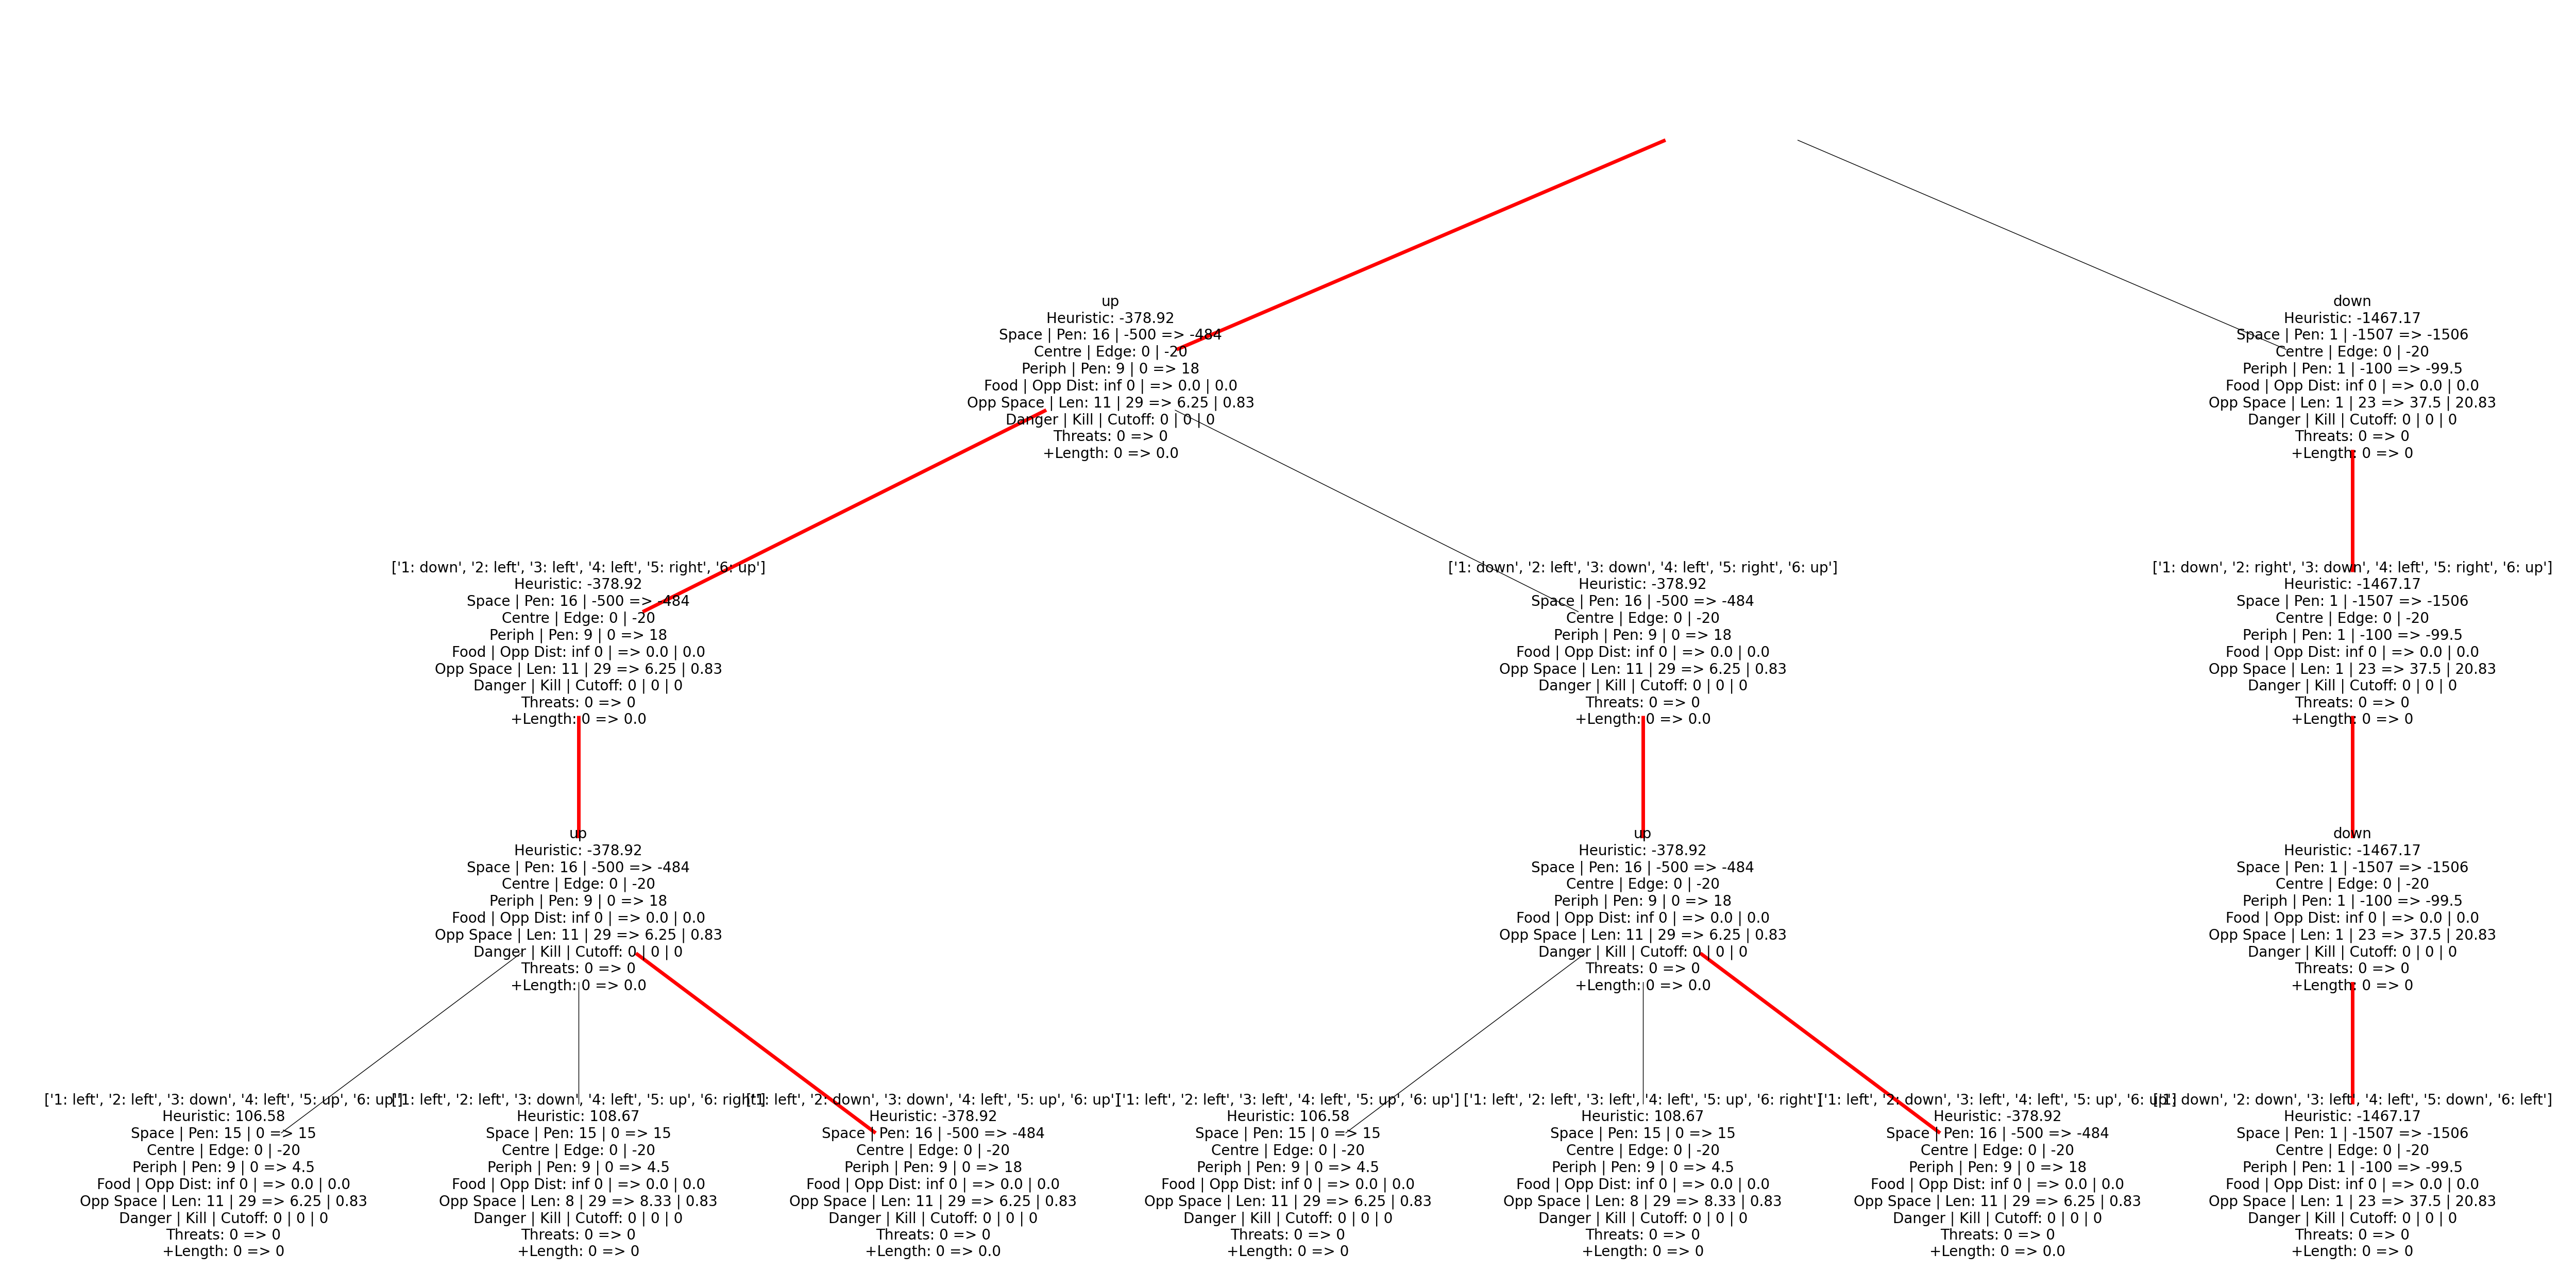 up
Heuristic: -378.92
Space | Pen: 16 | -500 => -484
Centre | Edge: 0 | -20
Periph | Pen: 9 | 0 => 18
Food | Opp Dist: inf 0 | => 0.0 | 0.0
Opp Space | Len: 11 | 29 => 6.25 | 0.83
Danger | Kill | Cutoff: 0 | 0 | 0
Threats: 0 => 0
+Length: 0 => 0.0
down
Heuristic: -1467.17
Space | Pen: 1 | -1507 => -1506
Centre | Edge: 0 | -20
Periph | Pen: 1 | -100 => -99.5
Food | Opp Dist: inf 0 | => 0.0 | 0.0
Opp Space | Len: 1 | 23 => 37.5 | 20.83
Danger | Kill | Cutoff: 0 | 0 | 0
Threats: 0 => 0
+Length: 0 => 0
['1: down', '2: left', '3: left', '4: left', '5: right', '6: up']
Heuristic: -378.92
Space | Pen: 16 | -500 => -484
Centre | Edge: 0 | -20
Periph | Pen: 9 | 0 => 18
Food | Opp Dist: inf 0 | => 0.0 | 0.0
Opp Space | Len: 11 | 29 => 6.25 | 0.83
Danger | Kill | Cutoff: 0 | 0 | 0
Threats: 0 => 0
+Length: 0 => 0.0
['1: down', '2: left', '3: down', '4: left', '5: right', '6: up']
Heuristic: -378.92
Space | Pen: 16 | -500 => -484
Centre | Edge: 0 | -20
Periph | Pen: 9 | 0 => 18
Food | Opp Dist: inf 0 | => 0.0 | 0.0
Opp Space | Len: 11 | 29 => 6.25 | 0.83
Danger | Kill | Cutoff: 0 | 0 | 0
Threats: 0 => 0
+Length: 0 => 0.0
['1: down', '2: right', '3: down', '4: left', '5: right', '6: up']
Heuristic: -1467.17
Space | Pen: 1 | -1507 => -1506
Centre | Edge: 0 | -20
Periph | Pen: 1 | -100 => -99.5
Food | Opp Dist: inf 0 | => 0.0 | 0.0
Opp Space | Len: 1 | 23 => 37.5 | 20.83
Danger | Kill | Cutoff: 0 | 0 | 0
Threats: 0 => 0
+Length: 0 => 0
up
Heuristic: -378.92
Space | Pen: 16 | -500 => -484
Centre | Edge: 0 | -20
Periph | Pen: 9 | 0 => 18
Food | Opp Dist: inf 0 | => 0.0 | 0.0
Opp Space | Len: 11 | 29 => 6.25 | 0.83
Danger | Kill | Cutoff: 0 | 0 | 0
Threats: 0 => 0
+Length: 0 => 0.0
up
Heuristic: -378.92
Space | Pen: 16 | -500 => -484
Centre | Edge: 0 | -20
Periph | Pen: 9 | 0 => 18
Food | Opp Dist: inf 0 | => 0.0 | 0.0
Opp Space | Len: 11 | 29 => 6.25 | 0.83
Danger | Kill | Cutoff: 0 | 0 | 0
Threats: 0 => 0
+Length: 0 => 0.0
down
Heuristic: -1467.17
Space | Pen: 1 | -1507 => -1506
Centre | Edge: 0 | -20
Periph | Pen: 1 | -100 => -99.5
Food | Opp Dist: inf 0 | => 0.0 | 0.0
Opp Space | Len: 1 | 23 => 37.5 | 20.83
Danger | Kill | Cutoff: 0 | 0 | 0
Threats: 0 => 0
+Length: 0 => 0
['1: left', '2: left', '3: down', '4: left', '5: up', '6: up']
Heuristic: 106.58
Space | Pen: 15 | 0 => 15
Centre | Edge: 0 | -20
Periph | Pen: 9 | 0 => 4.5
Food | Opp Dist: inf 0 | => 0.0 | 0.0
Opp Space | Len: 11 | 29 => 6.25 | 0.83
Danger | Kill | Cutoff: 0 | 0 | 0
Threats: 0 => 0
+Length: 0 => 0
['1: left', '2: left', '3: down', '4: left', '5: up', '6: right']
Heuristic: 108.67
Space | Pen: 15 | 0 => 15
Centre | Edge: 0 | -20
Periph | Pen: 9 | 0 => 4.5
Food | Opp Dist: inf 0 | => 0.0 | 0.0
Opp Space | Len: 8 | 29 => 8.33 | 0.83
Danger | Kill | Cutoff: 0 | 0 | 0
Threats: 0 => 0
+Length: 0 => 0
['1: left', '2: down', '3: down', '4: left', '5: up', '6: up']
Heuristic: -378.92
Space | Pen: 16 | -500 => -484
Centre | Edge: 0 | -20
Periph | Pen: 9 | 0 => 18
Food | Opp Dist: inf 0 | => 0.0 | 0.0
Opp Space | Len: 11 | 29 => 6.25 | 0.83
Danger | Kill | Cutoff: 0 | 0 | 0
Threats: 0 => 0
+Length: 0 => 0.0
['1: left', '2: left', '3: left', '4: left', '5: up', '6: up']
Heuristic: 106.58
Space | Pen: 15 | 0 => 15
Centre | Edge: 0 | -20
Periph | Pen: 9 | 0 => 4.5
Food | Opp Dist: inf 0 | => 0.0 | 0.0
Opp Space | Len: 11 | 29 => 6.25 | 0.83
Danger | Kill | Cutoff: 0 | 0 | 0
Threats: 0 => 0
+Length: 0 => 0
['1: left', '2: left', '3: left', '4: left', '5: up', '6: right']
Heuristic: 108.67
Space | Pen: 15 | 0 => 15
Centre | Edge: 0 | -20
Periph | Pen: 9 | 0 => 4.5
Food | Opp Dist: inf 0 | => 0.0 | 0.0
Opp Space | Len: 8 | 29 => 8.33 | 0.83
Danger | Kill | Cutoff: 0 | 0 | 0
Threats: 0 => 0
+Length: 0 => 0
['1: left', '2: down', '3: left', '4: left', '5: up', '6: up']
Heuristic: -378.92
Space | Pen: 16 | -500 => -484
Centre | Edge: 0 | -20
Periph | Pen: 9 | 0 => 18
Food | Opp Dist: inf 0 | => 0.0 | 0.0
Opp Space | Len: 11 | 29 => 6.25 | 0.83
Danger | Kill | Cutoff: 0 | 0 | 0
Threats: 0 => 0
+Length: 0 => 0.0
['1: down', '2: down', '3: left', '4: left', '5: down', '6: left']
Heuristic: -1467.17
Space | Pen: 1 | -1507 => -1506
Centre | Edge: 0 | -20
Periph | Pen: 1 | -100 => -99.5
Food | Opp Dist: inf 0 | => 0.0 | 0.0
Opp Space | Len: 1 | 23 => 37.5 | 20.83
Danger | Kill | Cutoff: 0 | 0 | 0
Threats: 0 => 0
+Length: 0 => 0